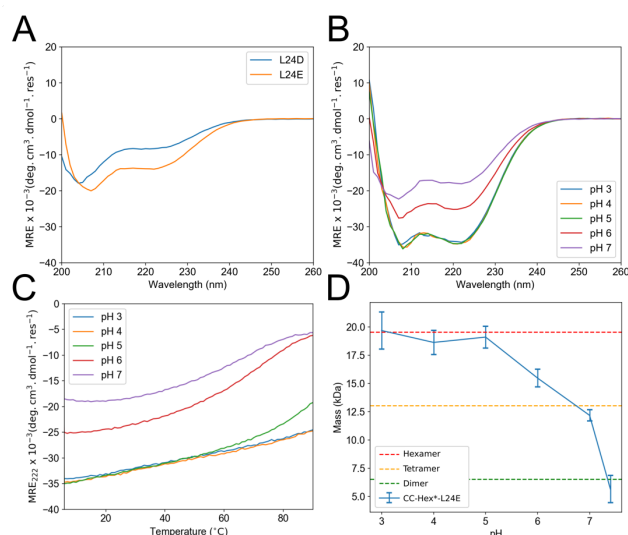 A
20
10
0
−10
−20
−30
−40
MRE x 10⁻³(deg. cm³. dmol⁻¹. res⁻¹)
L24D
L24E
200 210 220 230 240 250 260
Wavelength (nm)
B
20
10
0
−10
−20
−30
−40
MRE x 10⁻³(deg. cm³. dmol⁻¹. res⁻¹)
pH 3
pH 4
pH 5
pH 6
pH 7
200 210 220 230 240 250 260
Wavelength (nm)
C
0
−5
−10
−15
−20
−25
−30
−35
−40
MRE₂₂₂ x 10⁻³(deg. cm³. dmol⁻¹. res⁻¹)
pH 3
pH 4
pH 5
pH 6
pH 7
20 40 60 80
Temperature (°C)
D
20.0
17.5
15.0
12.5
10.0
7.5
5.0
Mass (kDa)
Hexamer
Tetramer
Dimer
CC-Hex*-L24E
3 4 5 6 7
pH